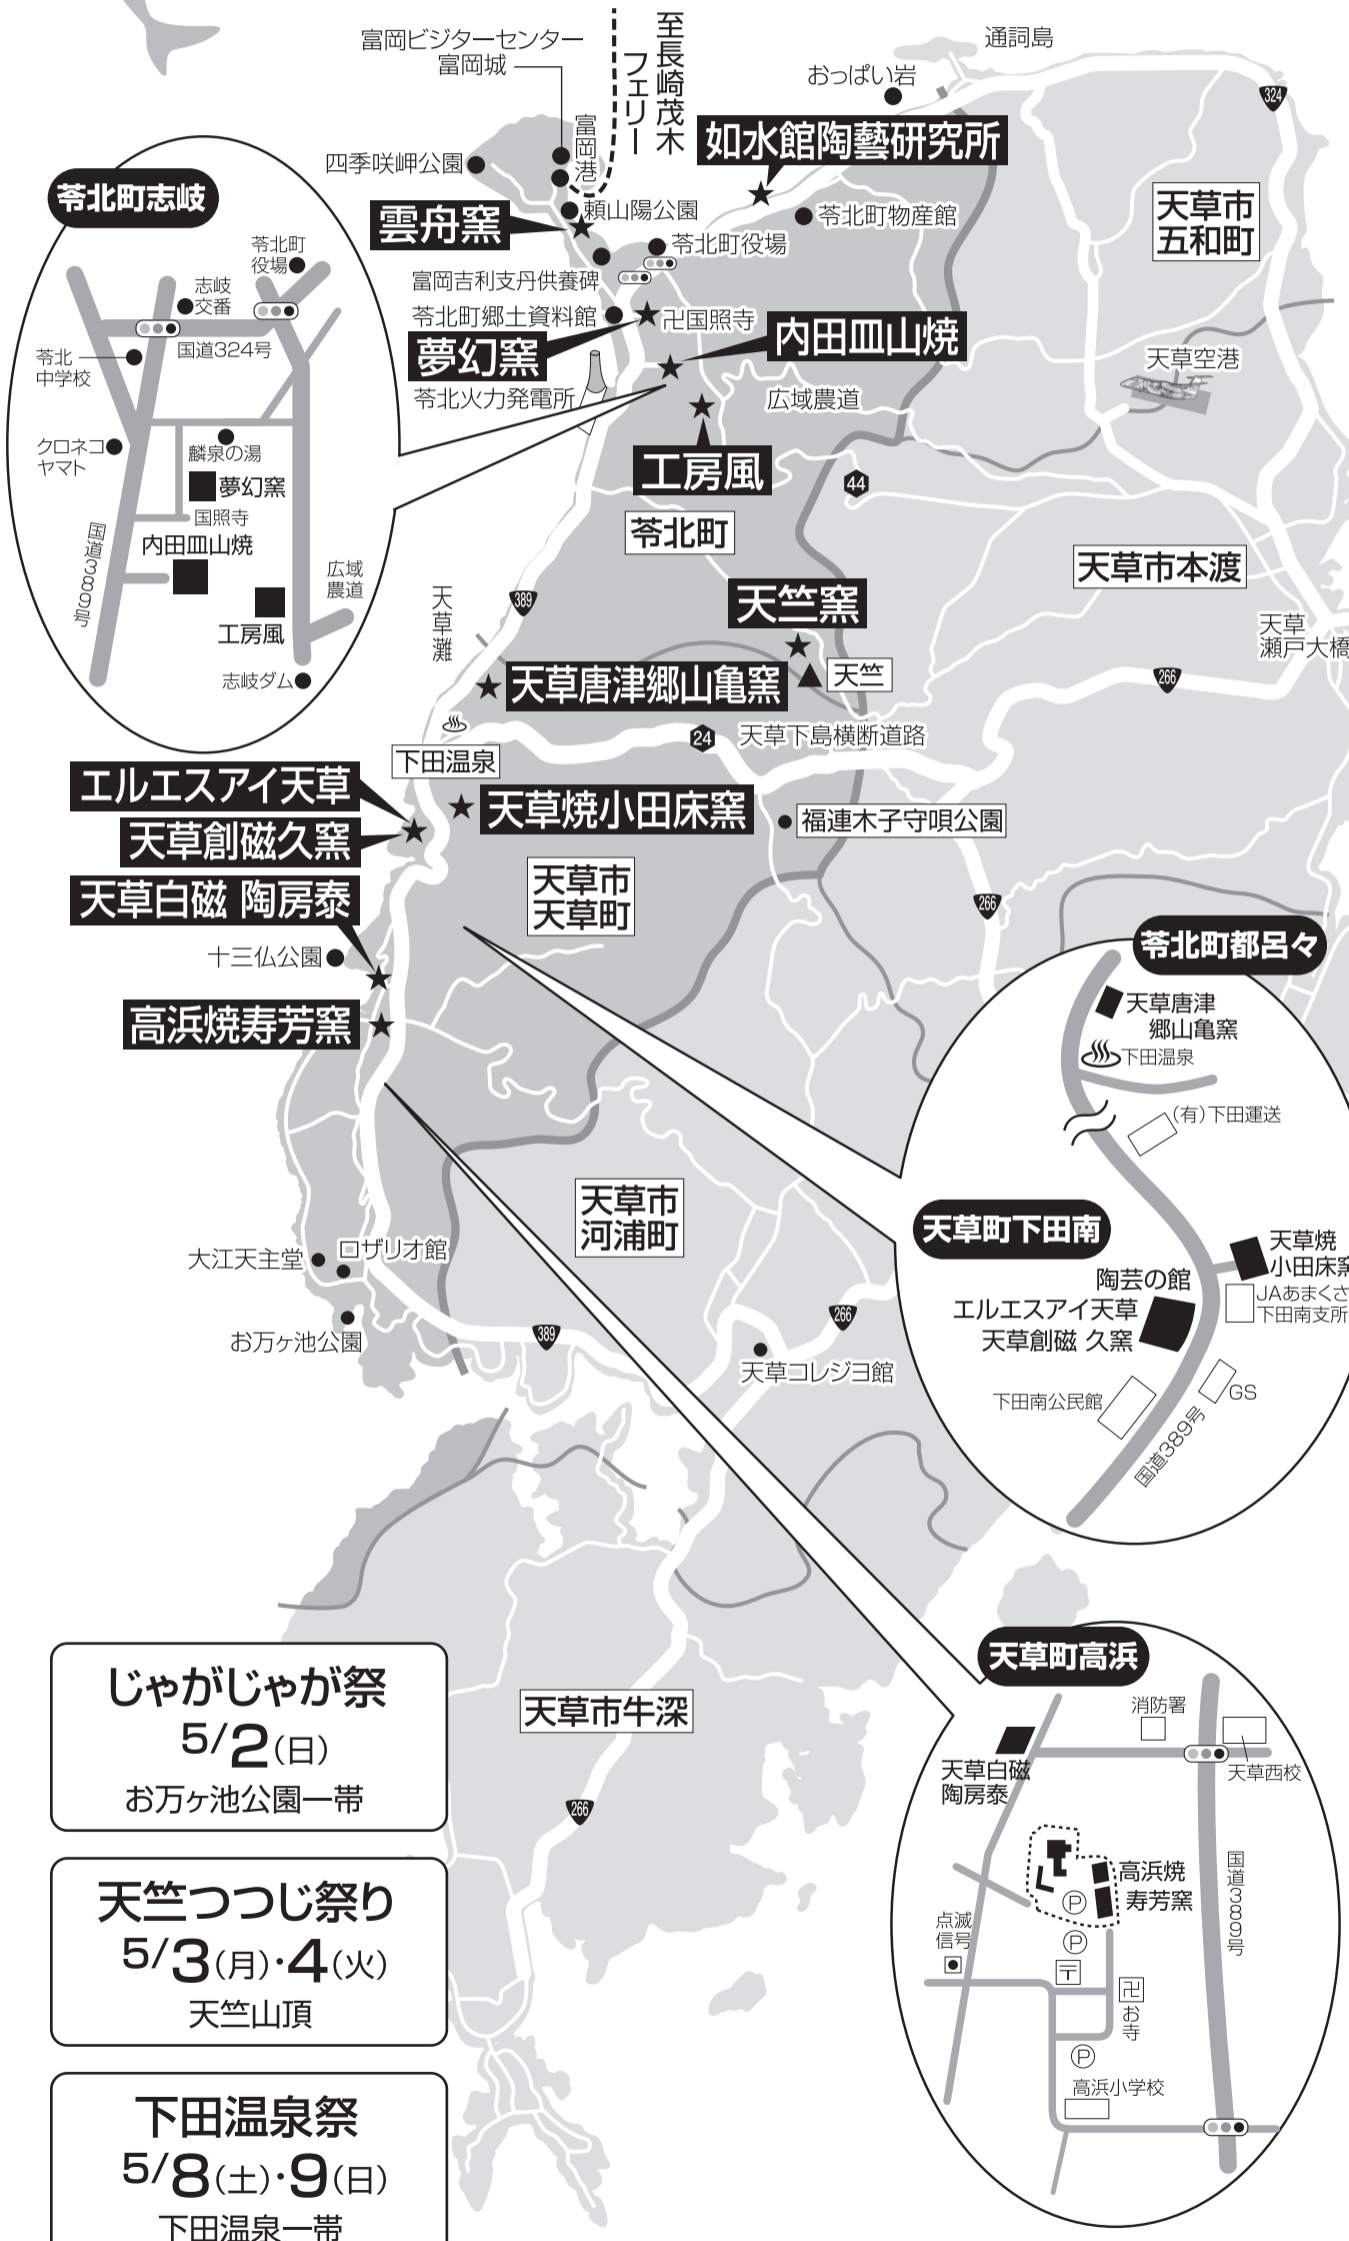 富岡ビジターセンター
富岡城
至長崎茂木
フェリー
通詞島
おっぱい岩
324
富岡港
四季咲岬公園
如水館陶藝研究所
苓北町志岐
雲舟窯
頼山陽公園
苓北町物産館
天草市
五和町
苓北町役場
富岡吉利支丹供養碑
苓北町
役場
志岐
交番
苓北町郷土資料館
卍国照寺
内田皿山焼
夢幻窯
国道324号
苓北
中学校
苓北火力発電所
広域農道
天草空港
クロネコ
ヤマト
麟泉の湯
夢幻窯
工房風
44
国照寺
苓北町
内田皿山焼
国道389号
広域
農道
工房風
志岐ダム
天草灘
389
天草市本渡
天竺窯
天草
瀬戸大橋
天草唐津郷山亀窯
天竺
266
24
天草下島横断道路
下田温泉
エルエスアイ天草
天草焼小田床窯
福連木子守唄公園
天草創磁久窯
天草市
天草町
天草白磁 陶房泰
266
十三仏公園
高浜焼寿芳窯
苓北町都呂々
天草唐津
郷山亀窯
下田温泉
(有)下田運送
天草市
河浦町
天草町下田南
天草焼
小田床窯
JAあまくさ
下田南支所
陶芸の館
エルエスアイ天草
天草創磁 久窯
下田南公民館
GS
国道389号
大江天主堂
ロザリオ館
お万ヶ池公園
389
266
天草コレジヨ館
天草市牛深
266
天草町高浜
消防署
天草西校
天草白磁
陶房泰
高浜焼
寿芳窯
P
国道389号
点滅
信号
P
〒
卍
お寺
P
高浜小学校
じゃがじゃが祭
5/2(日)
お万ヶ池公園一帯
天竺つつじ祭り
5/3(月)・4(火)
天竺山頂
下田温泉祭
5/8(土)・9(日)
下田温泉一帯